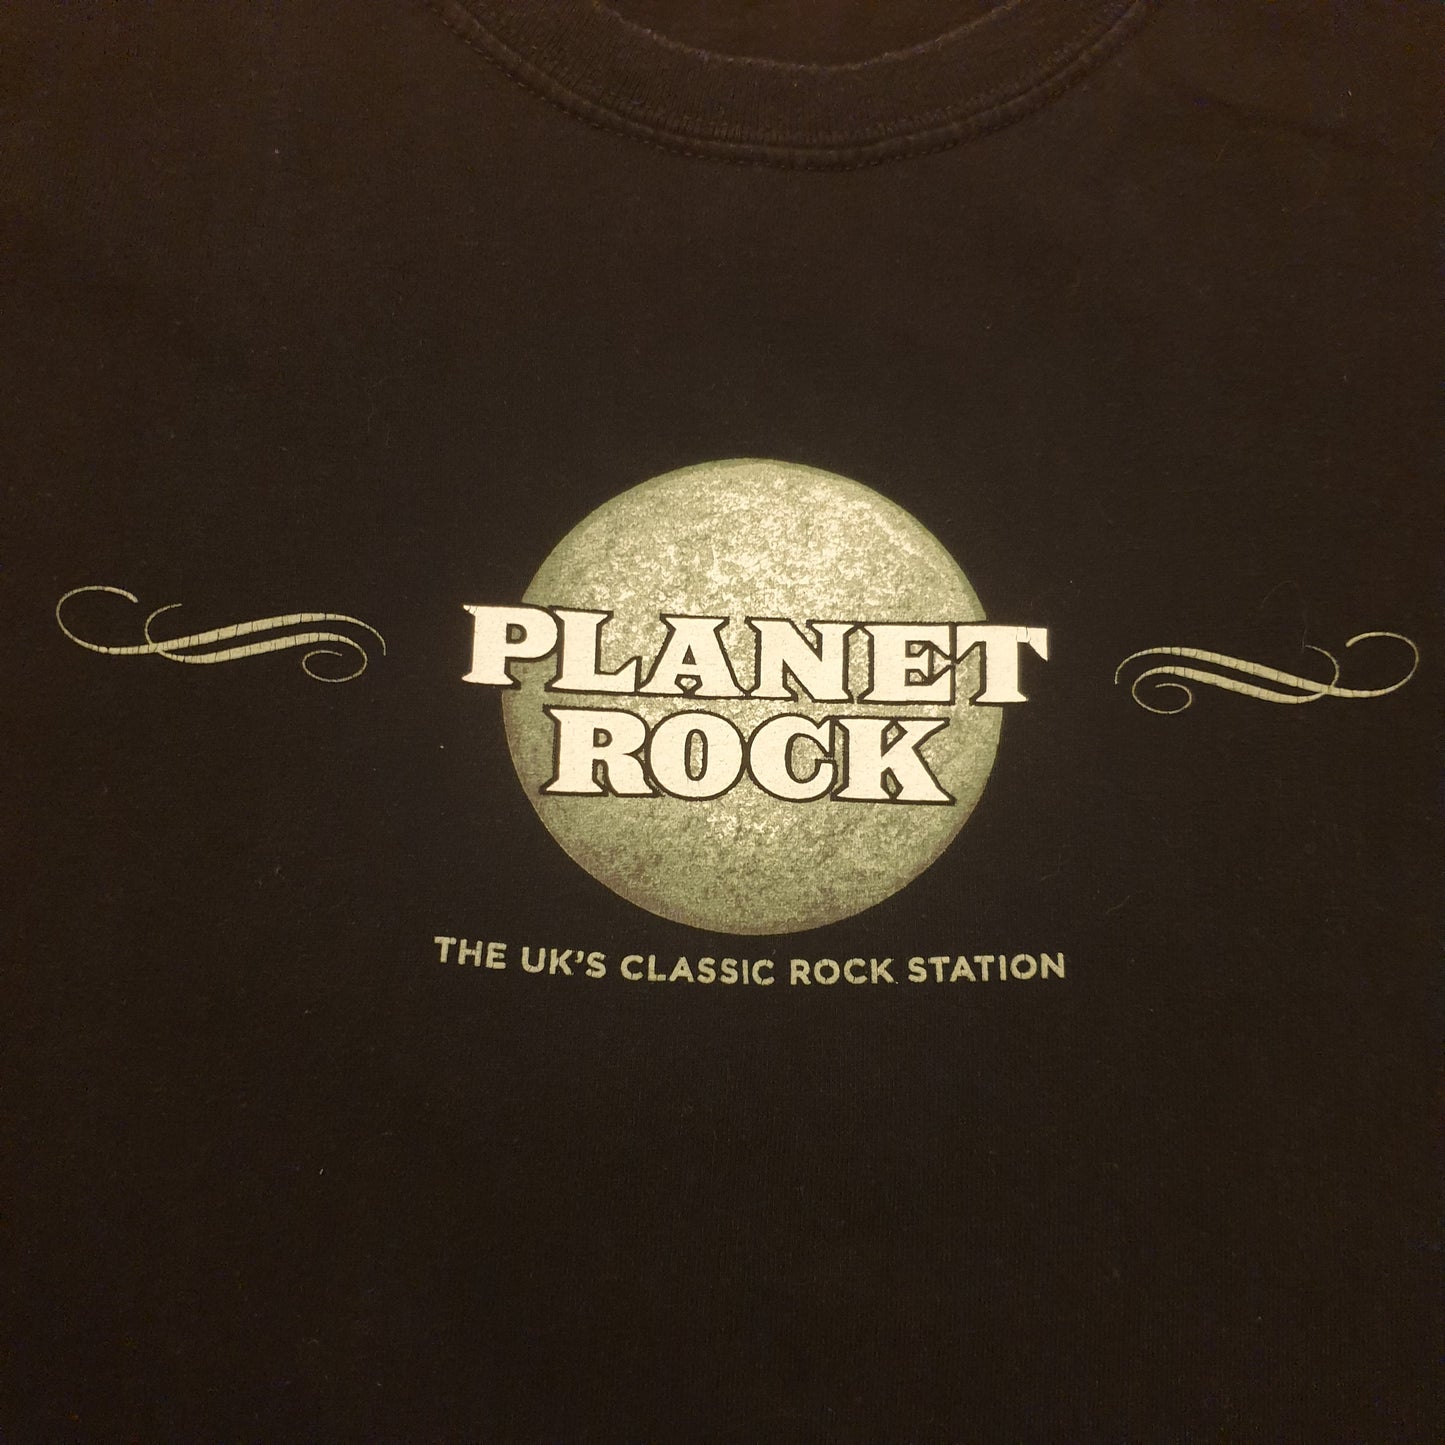 PLANET
ROCK
THE UK'S CLASSIC ROCK STATION